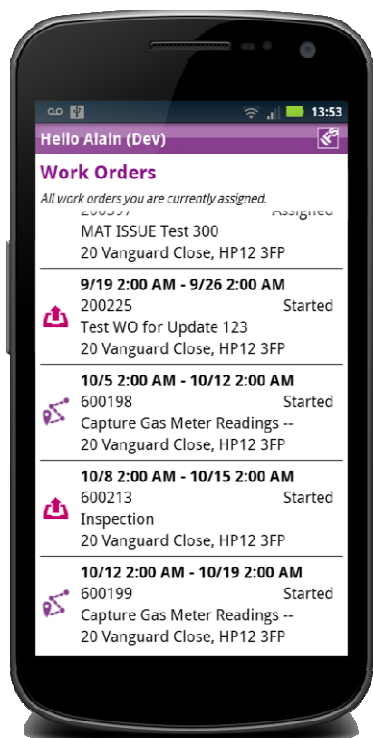 13:53
Hello Alain (Dev)
Work Orders
All work orders you are currently assigned.
Assigned
MAT ISSUE Test 300
20 Vanguard Close, HP12 3FP
9/19 2:00 AM - 9/26 2:00 AM
200225 Started
Test WO for Update 123
20 Vanguard Close, HP12 3FP
10/5 2:00 AM - 10/12 2:00 AM
600198 Started
Capture Gas Meter Readings --
20 Vanguard Close, HP12 3FP
10/8 2:00 AM - 10/15 2:00 AM
600213 Started
Inspection
20 Vanguard Close, HP12 3FP
10/12 2:00 AM - 10/19 2:00 AM
600199 Started
Capture Gas Meter Readings --
20 Vanguard Close, HP12 3FP